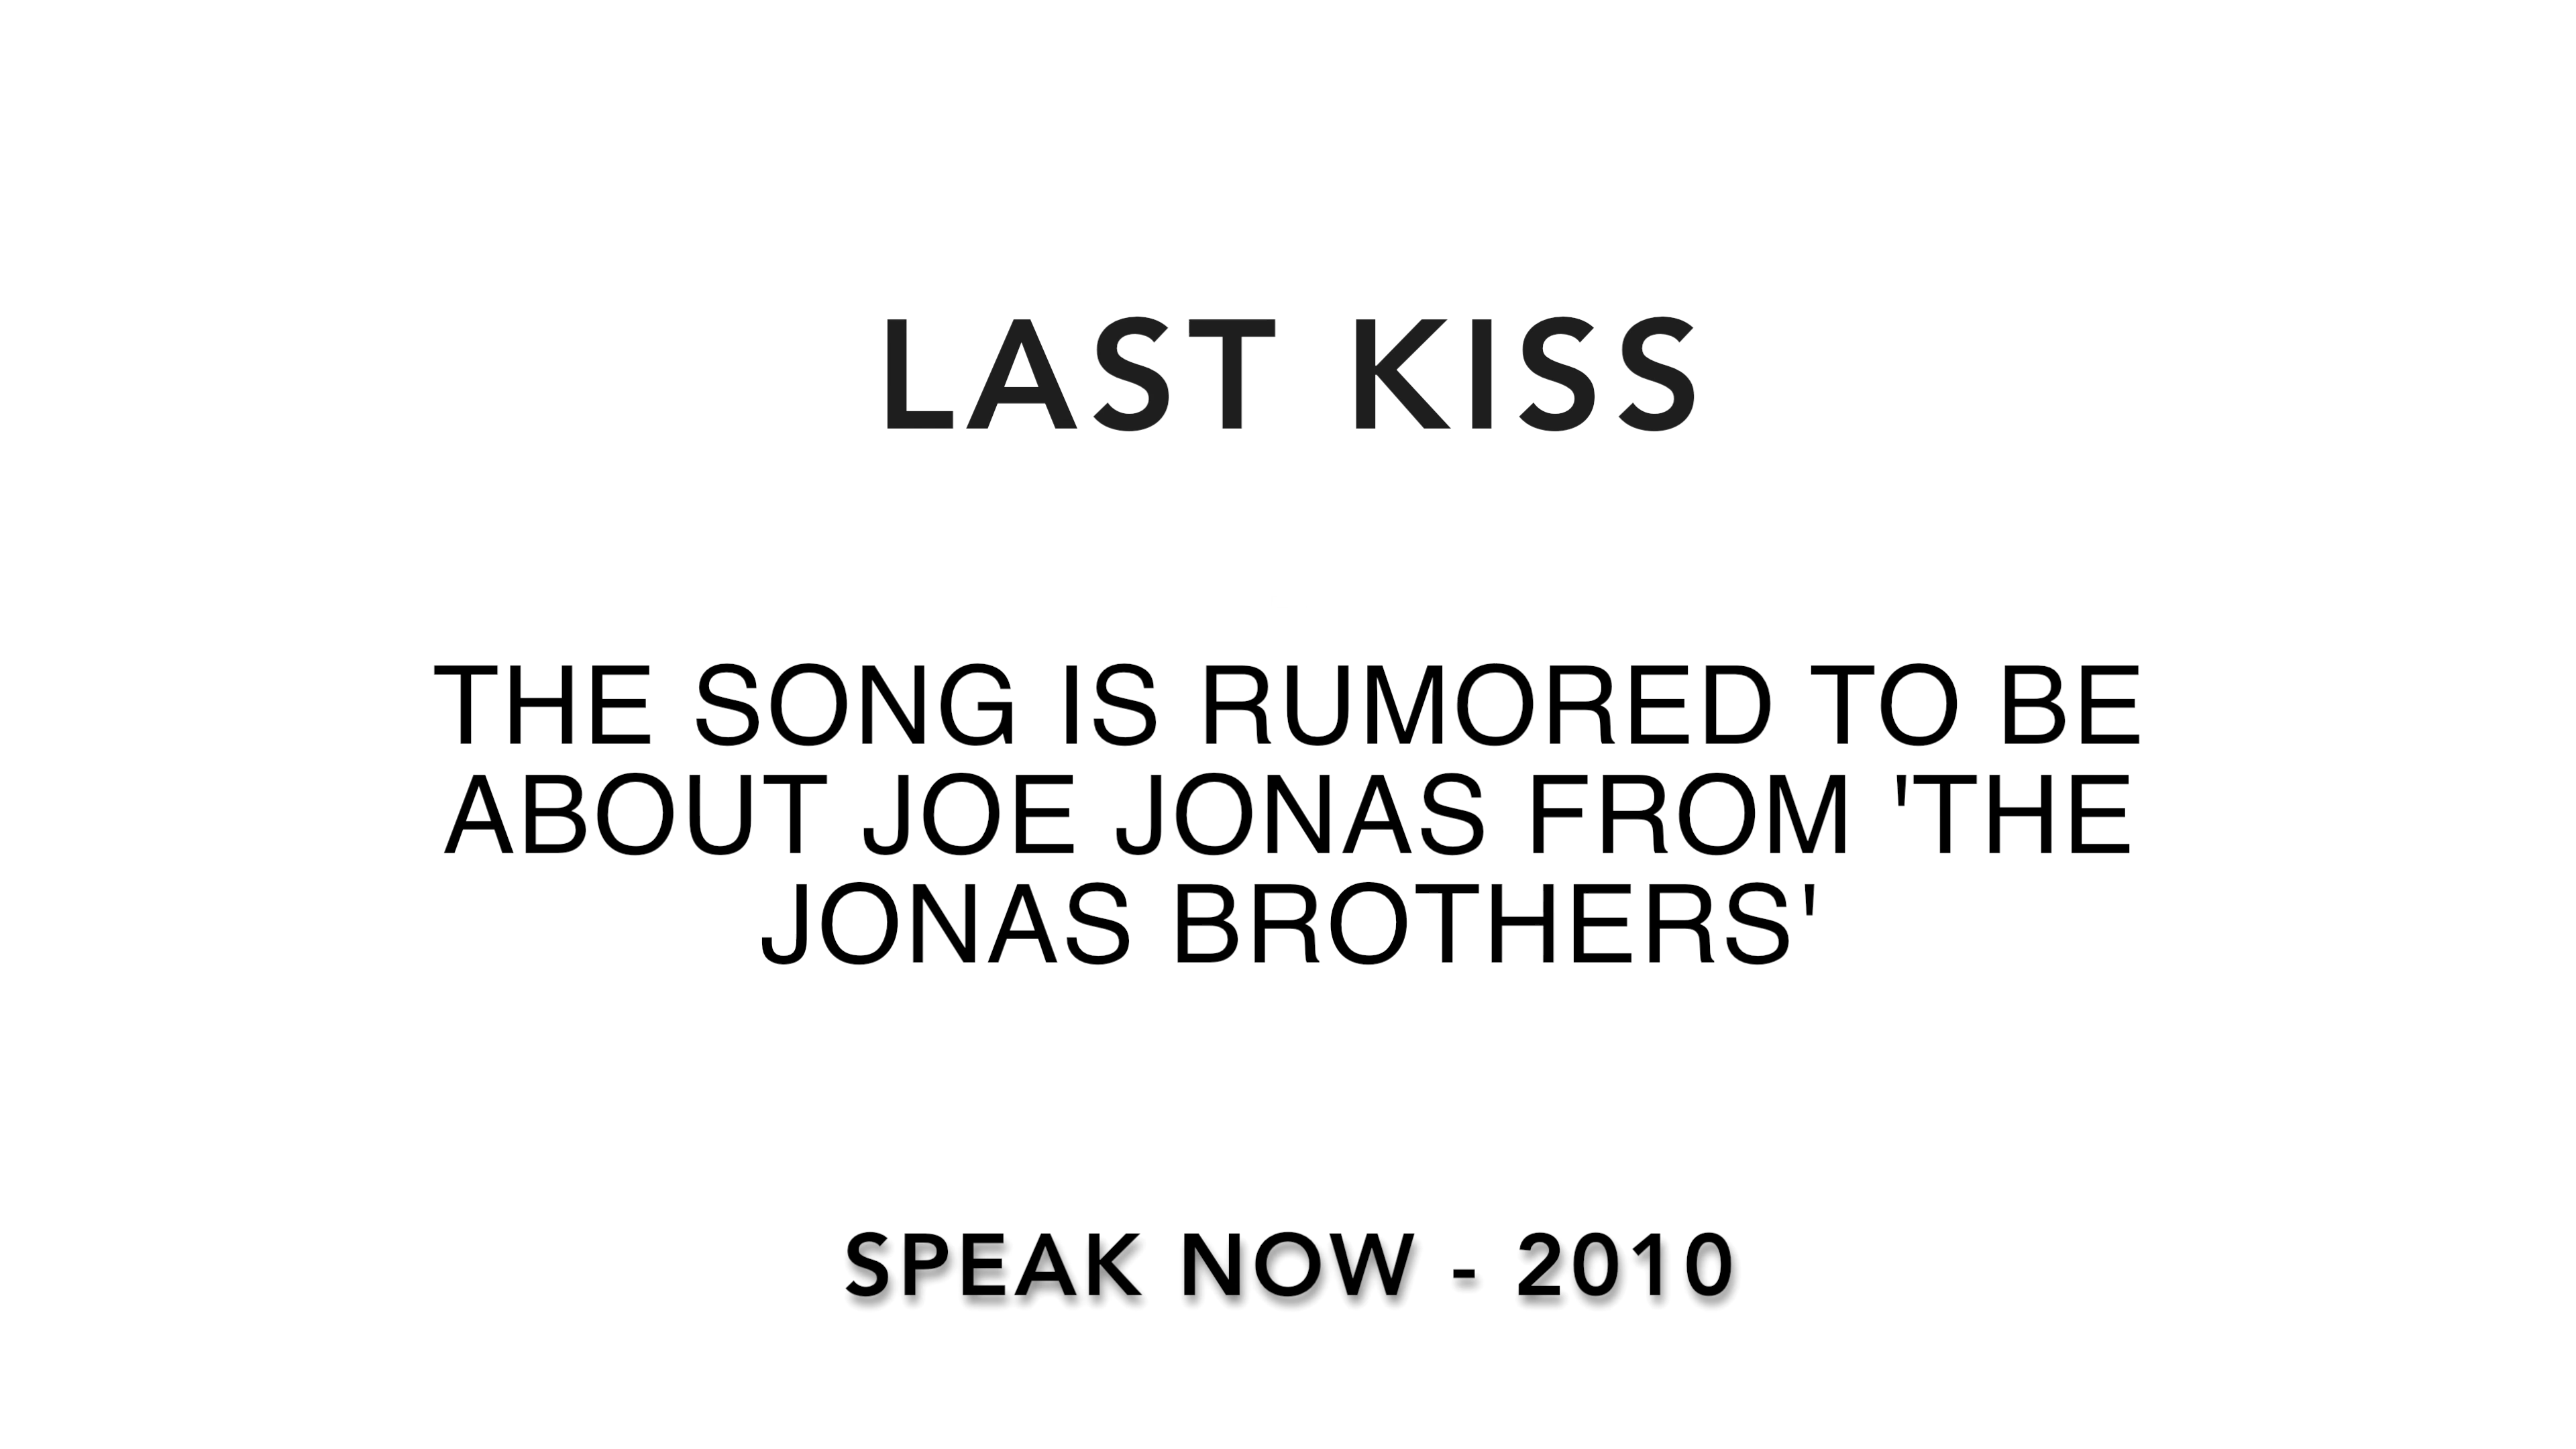 LAST KISS
THE SONG IS RUMORED TO BE
ABOUT JOE JONAS FROM 'THE
JONAS BROTHERS'
SPEAK NOW - 2010